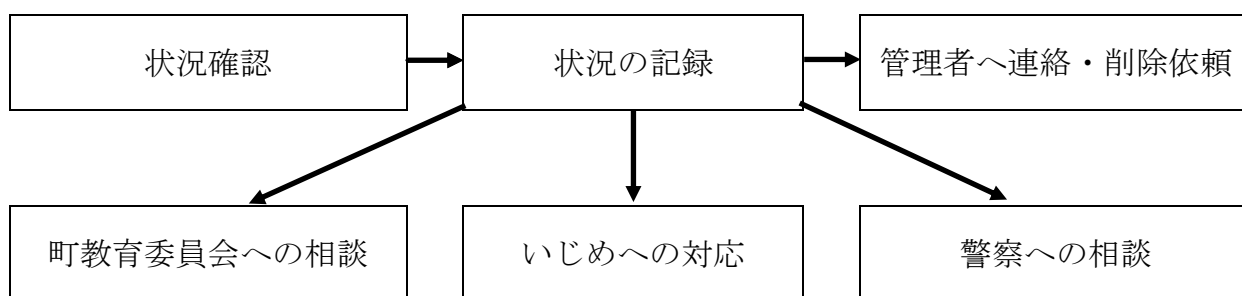 状況確認
状況の記録
管理者へ連絡・削除依頼
町教育委員会への相談
いじめへの対応
警察への相談